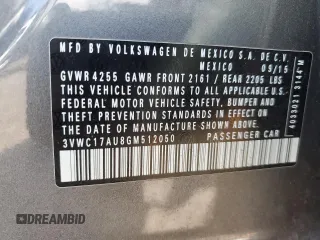 MFD BY VOLKSWAGEN DE MEXICO S.A. DE C.V.
MEXICO 09/15
GVWR 4255 GAWR FRONT 2161 / REAR 2205 LBS
THIS VEHICLE CONFORMS TO ALL APPLICABLE
FEDERAL MOTOR VEHICLE SAFETY, BUMPER AND
THEFT PREVENTION STANDARDS IN EFFECT ON
THE DATE OF MANUFACTURE SHOWN ABOVE.
3VWC17AU8GM512050 PASSENGER CAR
4033021 3144M
DREAMBID